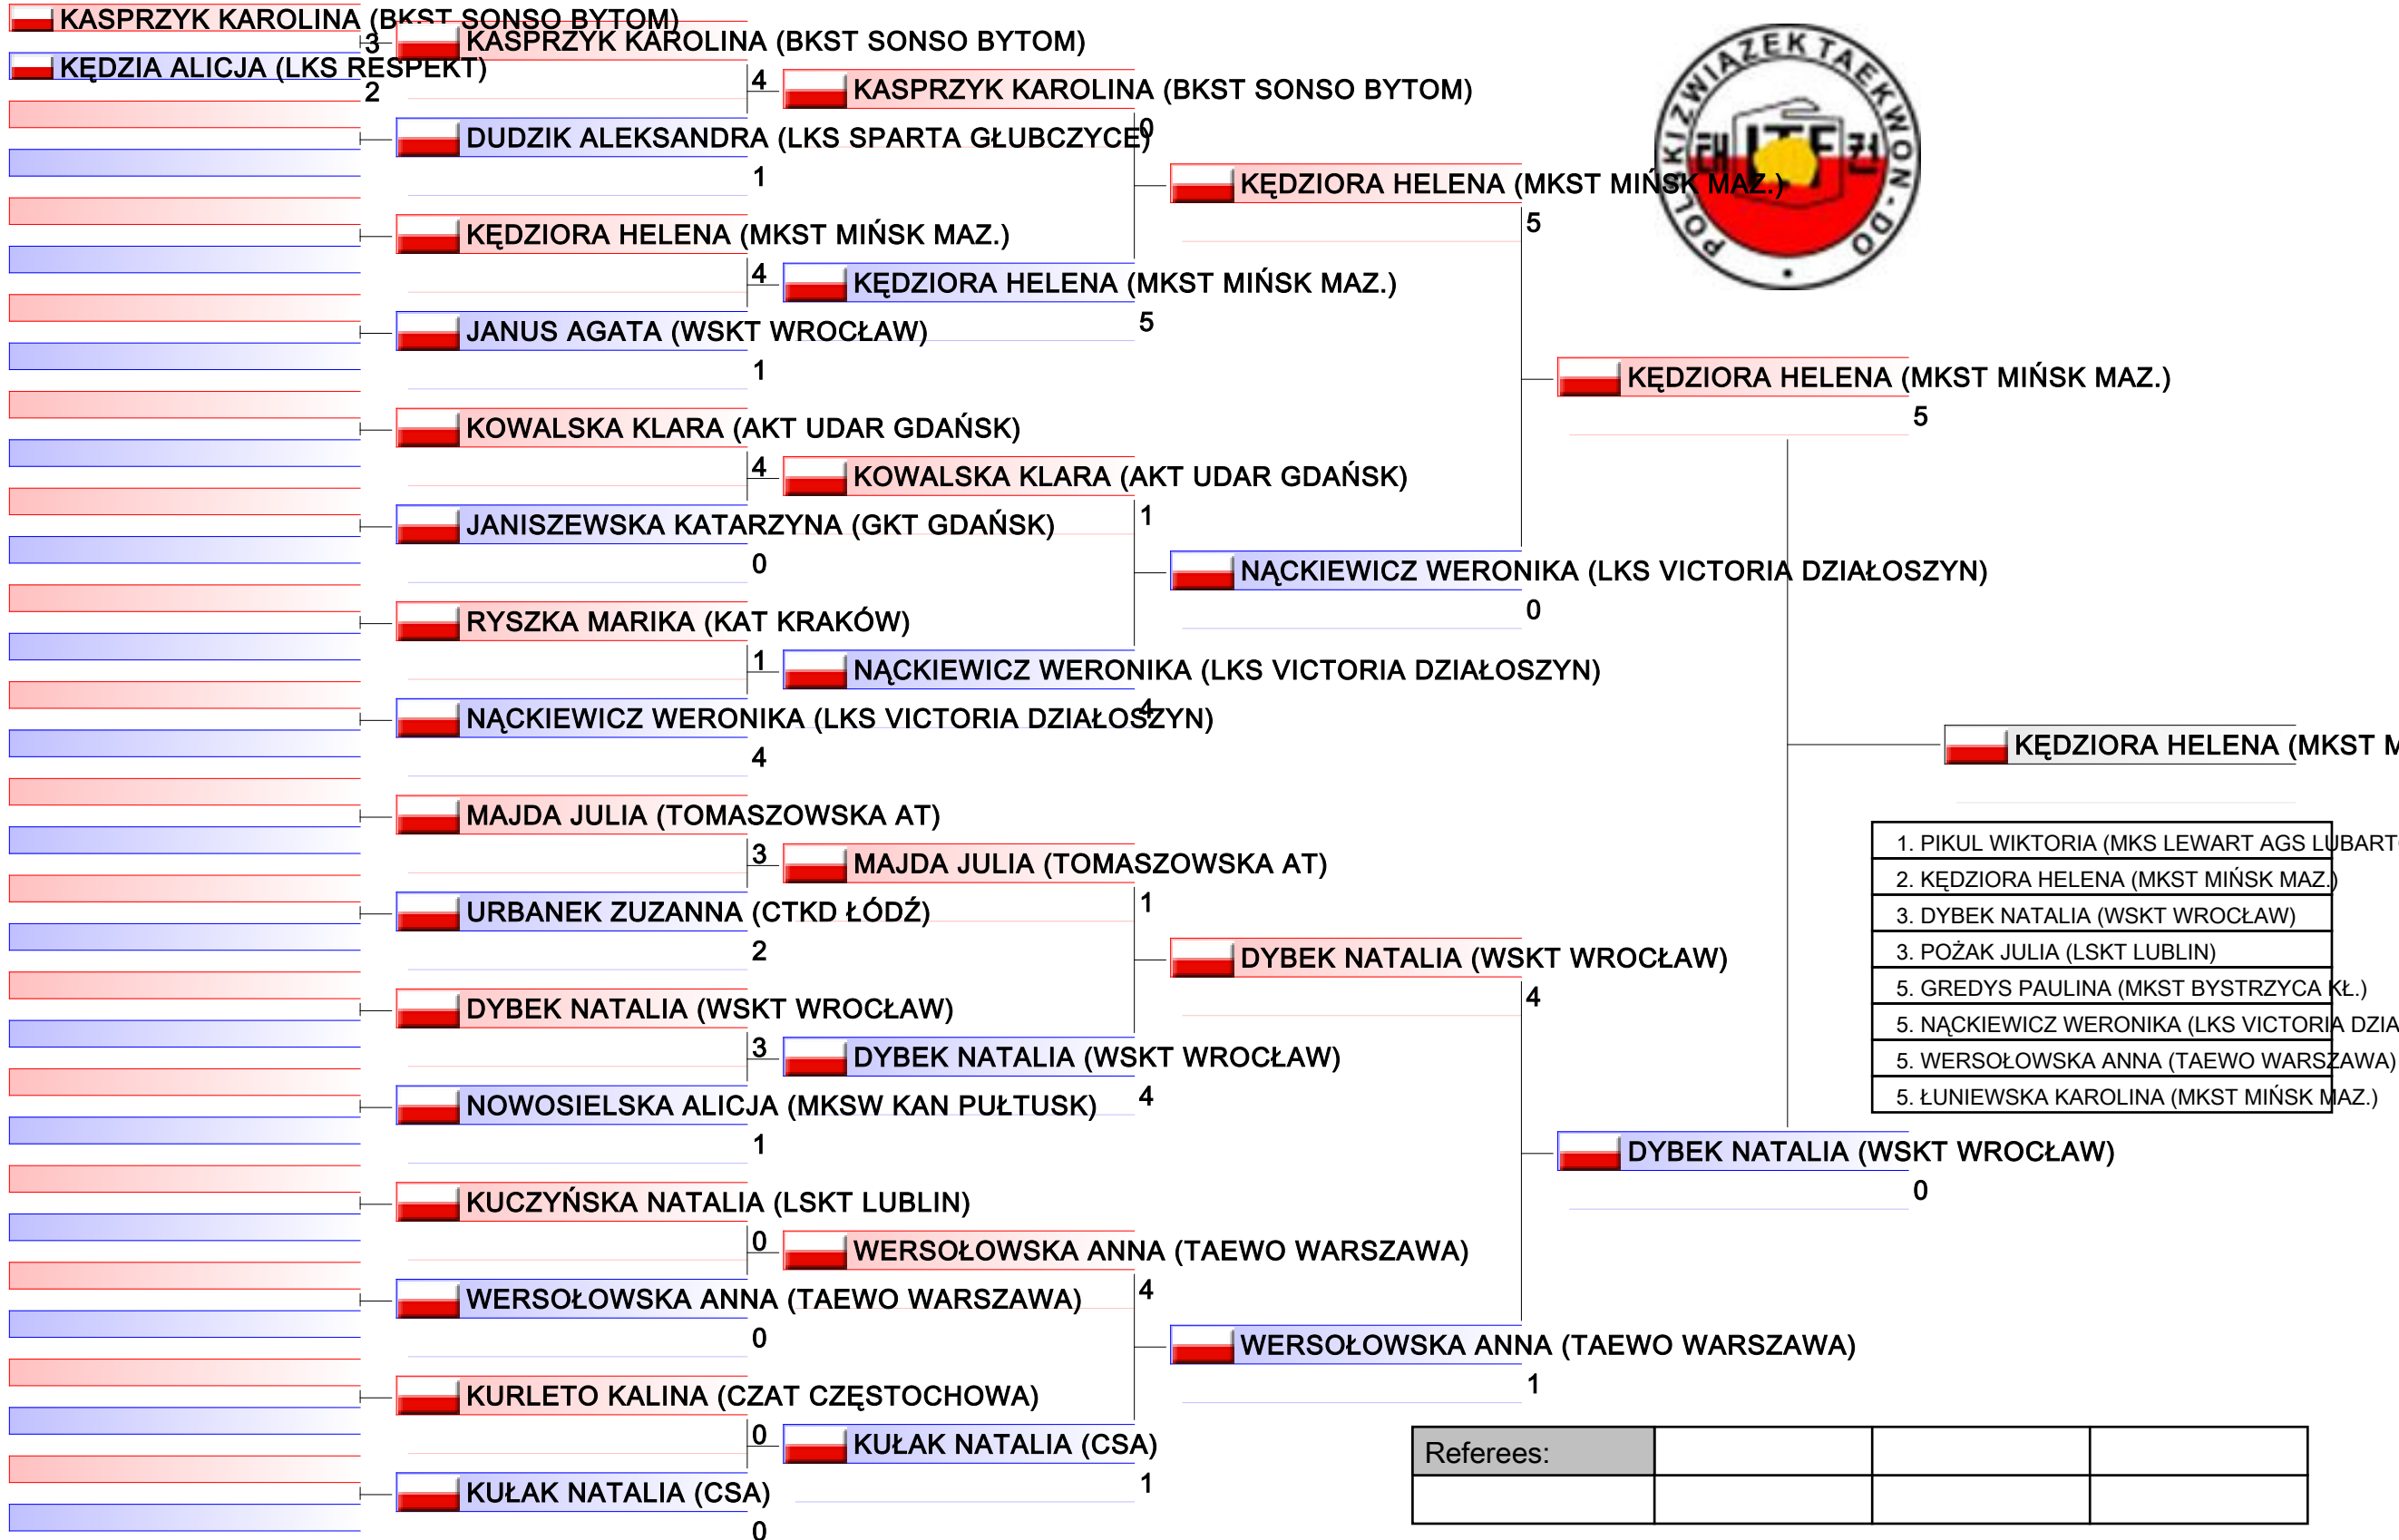 KASPRZYK KAROLINA (BKST SONSO BYTOM)
3
KĘDZIA ALICJA (LKS RESPEKT)
2
KASPRZYK KAROLINA (BKST SONSO BYTOM)
4
DUDZIK ALEKSANDRA (LKS SPARTA GŁUBCZYCE)
1
KĘDZIORA HELENA (MKST MIŃSK MAZ.)
4
JANUS AGATA (WSKT WROCŁAW)
1
KOWALSKA KLARA (AKT UDAR GDAŃSK)
4
JANISZEWSKA KATARZYNA (GKT GDAŃSK)
0
RYSZKA MARIKA (KAT KRAKÓW)
1
NĄCKIEWICZ WERONIKA (LKS VICTORIA DZIAŁOSZYN)
4
MAJDA JULIA (TOMASZOWSKA AT)
3
URBANEK ZUZANNA (CTKD ŁÓDŹ)
2
DYBEK NATALIA (WSKT WROCŁAW)
3
NOWOSIELSKA ALICJA (MKSW KAN PUŁTUSK)
1
KUCZYŃSKA NATALIA (LSKT LUBLIN)
0
WERSOŁOWSKA ANNA (TAEWO WARSZAWA)
0
KURLETO KALINA (CZAT CZĘSTOCHOWA)
0
KUŁAK NATALIA (CSA)
0
KASPRZYK KAROLINA (BKST SONSO BYTOM)
0
KĘDZIORA HELENA (MKST MIŃSK MAZ.)
5
KOWALSKA KLARA (AKT UDAR GDAŃSK)
1
NĄCKIEWICZ WERONIKA (LKS VICTORIA DZIAŁOSZYN)
4
MAJDA JULIA (TOMASZOWSKA AT)
1
DYBEK NATALIA (WSKT WROCŁAW)
4
WERSOŁOWSKA ANNA (TAEWO WARSZAWA)
4
KUŁAK NATALIA (CSA)
1
KĘDZIORA HELENA (MKST MIŃSK MAZ.)
5
NĄCKIEWICZ WERONIKA (LKS VICTORIA DZIAŁOSZYN)
0
DYBEK NATALIA (WSKT WROCŁAW)
4
WERSOŁOWSKA ANNA (TAEWO WARSZAWA)
1
KĘDZIORA HELENA (MKST MIŃSK MAZ.)
5
DYBEK NATALIA (WSKT WROCŁAW)
0
KĘDZIORA HELENA (MKST M
POLSKI ZWIAZEK TAEKWON-DO
ITF
1. PIKUL WIKTORIA (MKS LEWART AGS LUBART
2. KĘDZIORA HELENA (MKST MIŃSK MAZ.)
3. DYBEK NATALIA (WSKT WROCŁAW)
3. POŻAK JULIA (LSKT LUBLIN)
5. GREDYS PAULINA (MKST BYSTRZYCA KŁ.)
5. NĄCKIEWICZ WERONIKA (LKS VICTORIA DZIA
5. WERSOŁOWSKA ANNA (TAEWO WARSZAWA)
5. ŁUNIEWSKA KAROLINA (MKST MIŃSK MAZ.)
Referees: